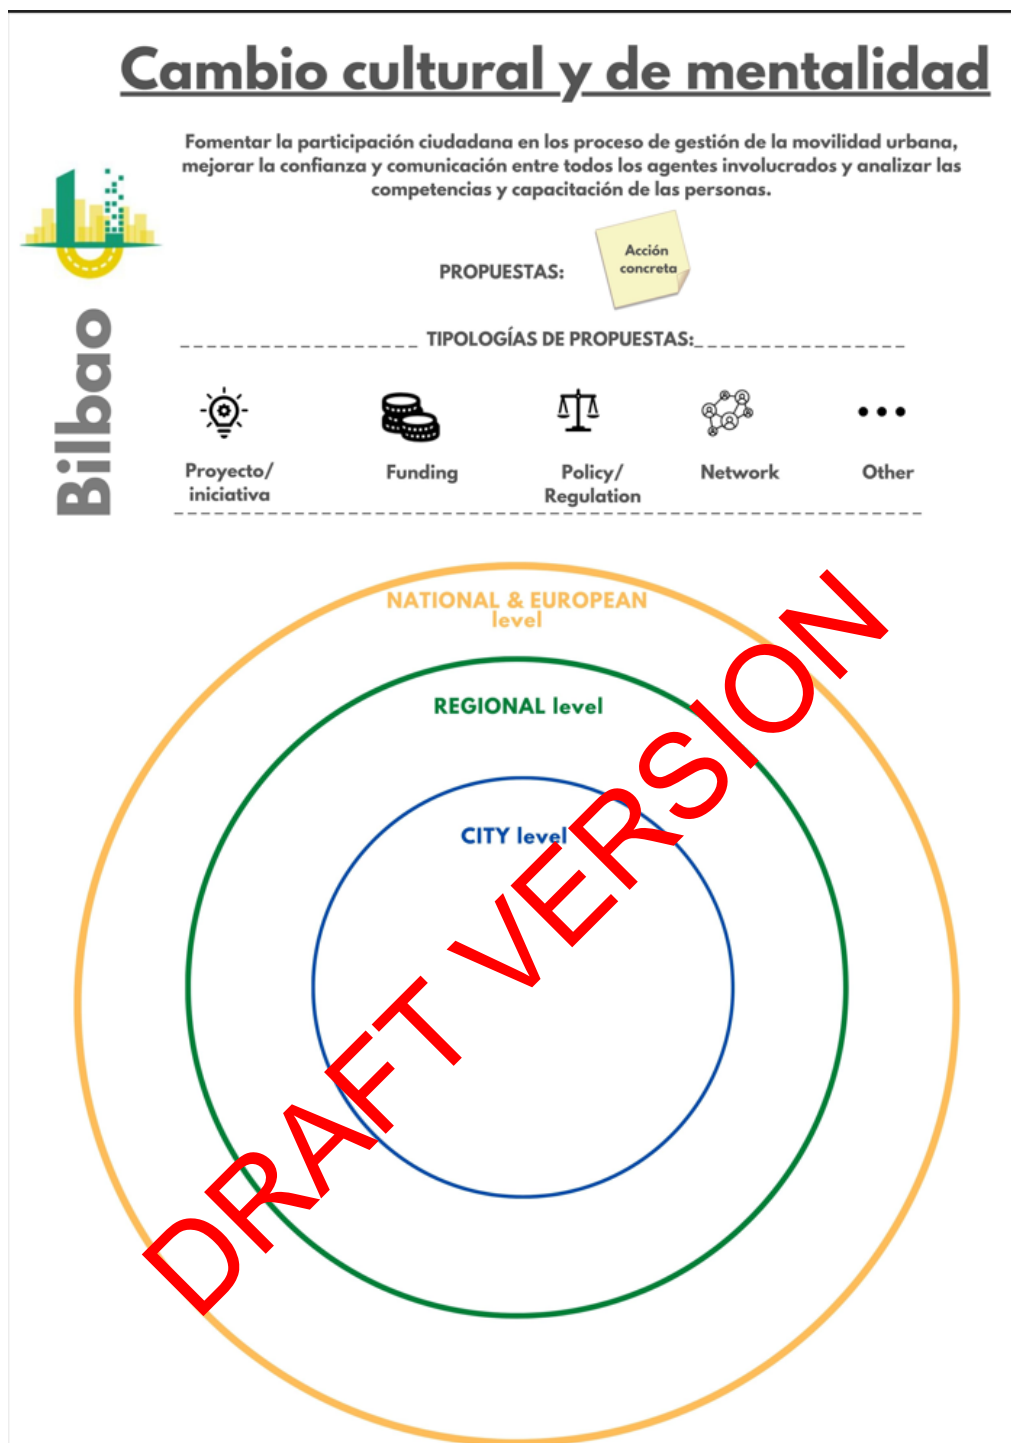 Cambio cultural y de mentalidad
Fomentar la participación ciudadana en los proceso de gestión de la movilidad urbana,
mejorar la confianza y comunicación entre todos los agentes involucrados y analizar las
competencias y capacitación de las personas.
Bilbao
PROPUESTAS:
Acción
concreta
TIPOLOGÍAS DE PROPUESTAS:
Proyecto/
iniciativa
Funding
Policy/
Regulation
Network
Other
NATIONAL & EUROPEAN
level
REGIONAL level
CITY level
DRAFT VERSION